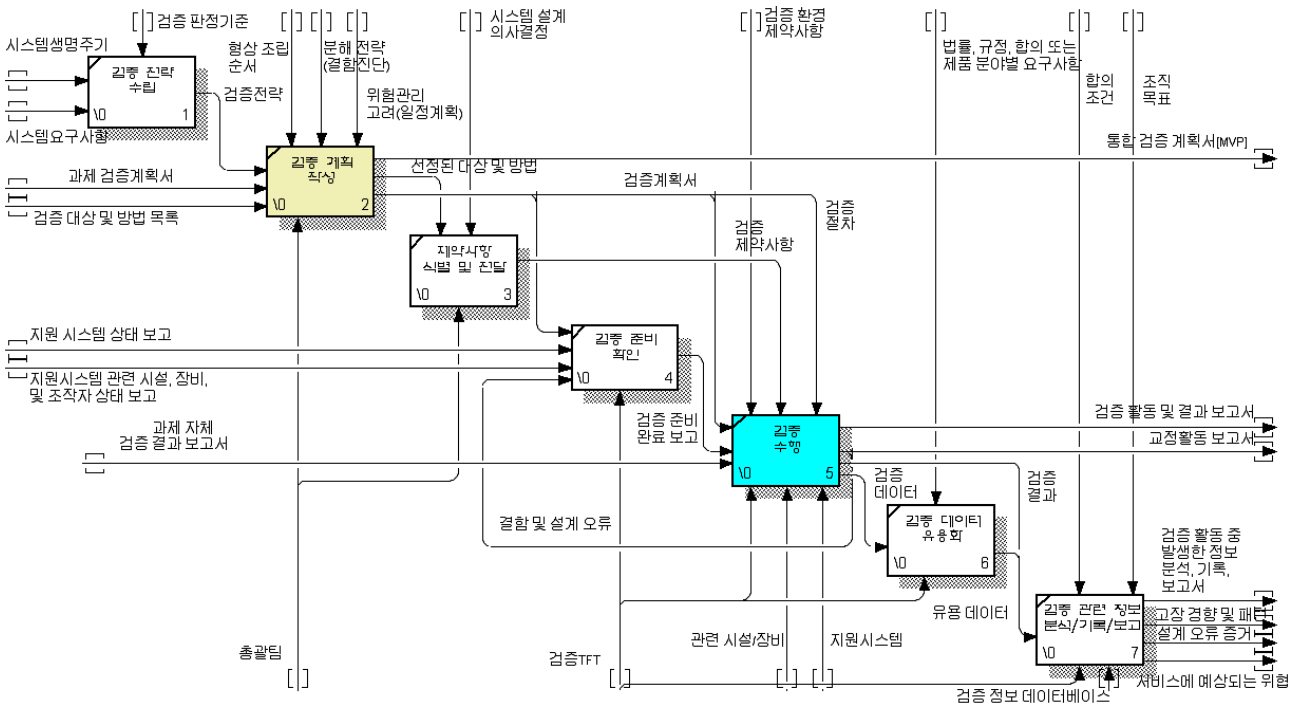 검증 판정기준
시스템 설계
의사결정
검증 환경
제약사항
시스템생명주기
형상 조립
순서
분해 전략
(결함진단)
법률, 규정, 합의 또는
제품 분야별 요구사항
합의
조건
조직
목표
검증 전략
수립
\0 1
검증전략
위험관리
고려(일정계획)
시스템요구사항
통합 검증 계획서[MVP]
검증 계획
작성
\0 2
선정된 대상 및 방법
과제 검증계획서
검증계획서
검증 대상 및 방법 목록
검증
절차
검증
제약사항
제약사항
식별 및 전달
\0 3
지원 시스템 상태 보고
검증 준비
확인
\0 4
지원시스템 관련 시설, 장비,
및 조작자 상태 보고
검증 활동 및 결과 보고서
검증 준비
완료 보고
과제 자체
검증 결과 보고서
검증
수행
\0 5
교정활동 보고서
검증
데이터
검증
결과
결함 및 설계 오류
검증 데이터
유용화
\0 6
검증 활동 중
발생한 정보
분석, 기록,
보고서
유용 데이터
검증 관련 정보
분석/기록/보고
\0 7
고장 경향 및 패턴
설계 오류 증거
총괄팀
검증TFT
관련 시설/장비
지원시스템
서비스에 예상되는 위협
검증 정보 데이터베이스